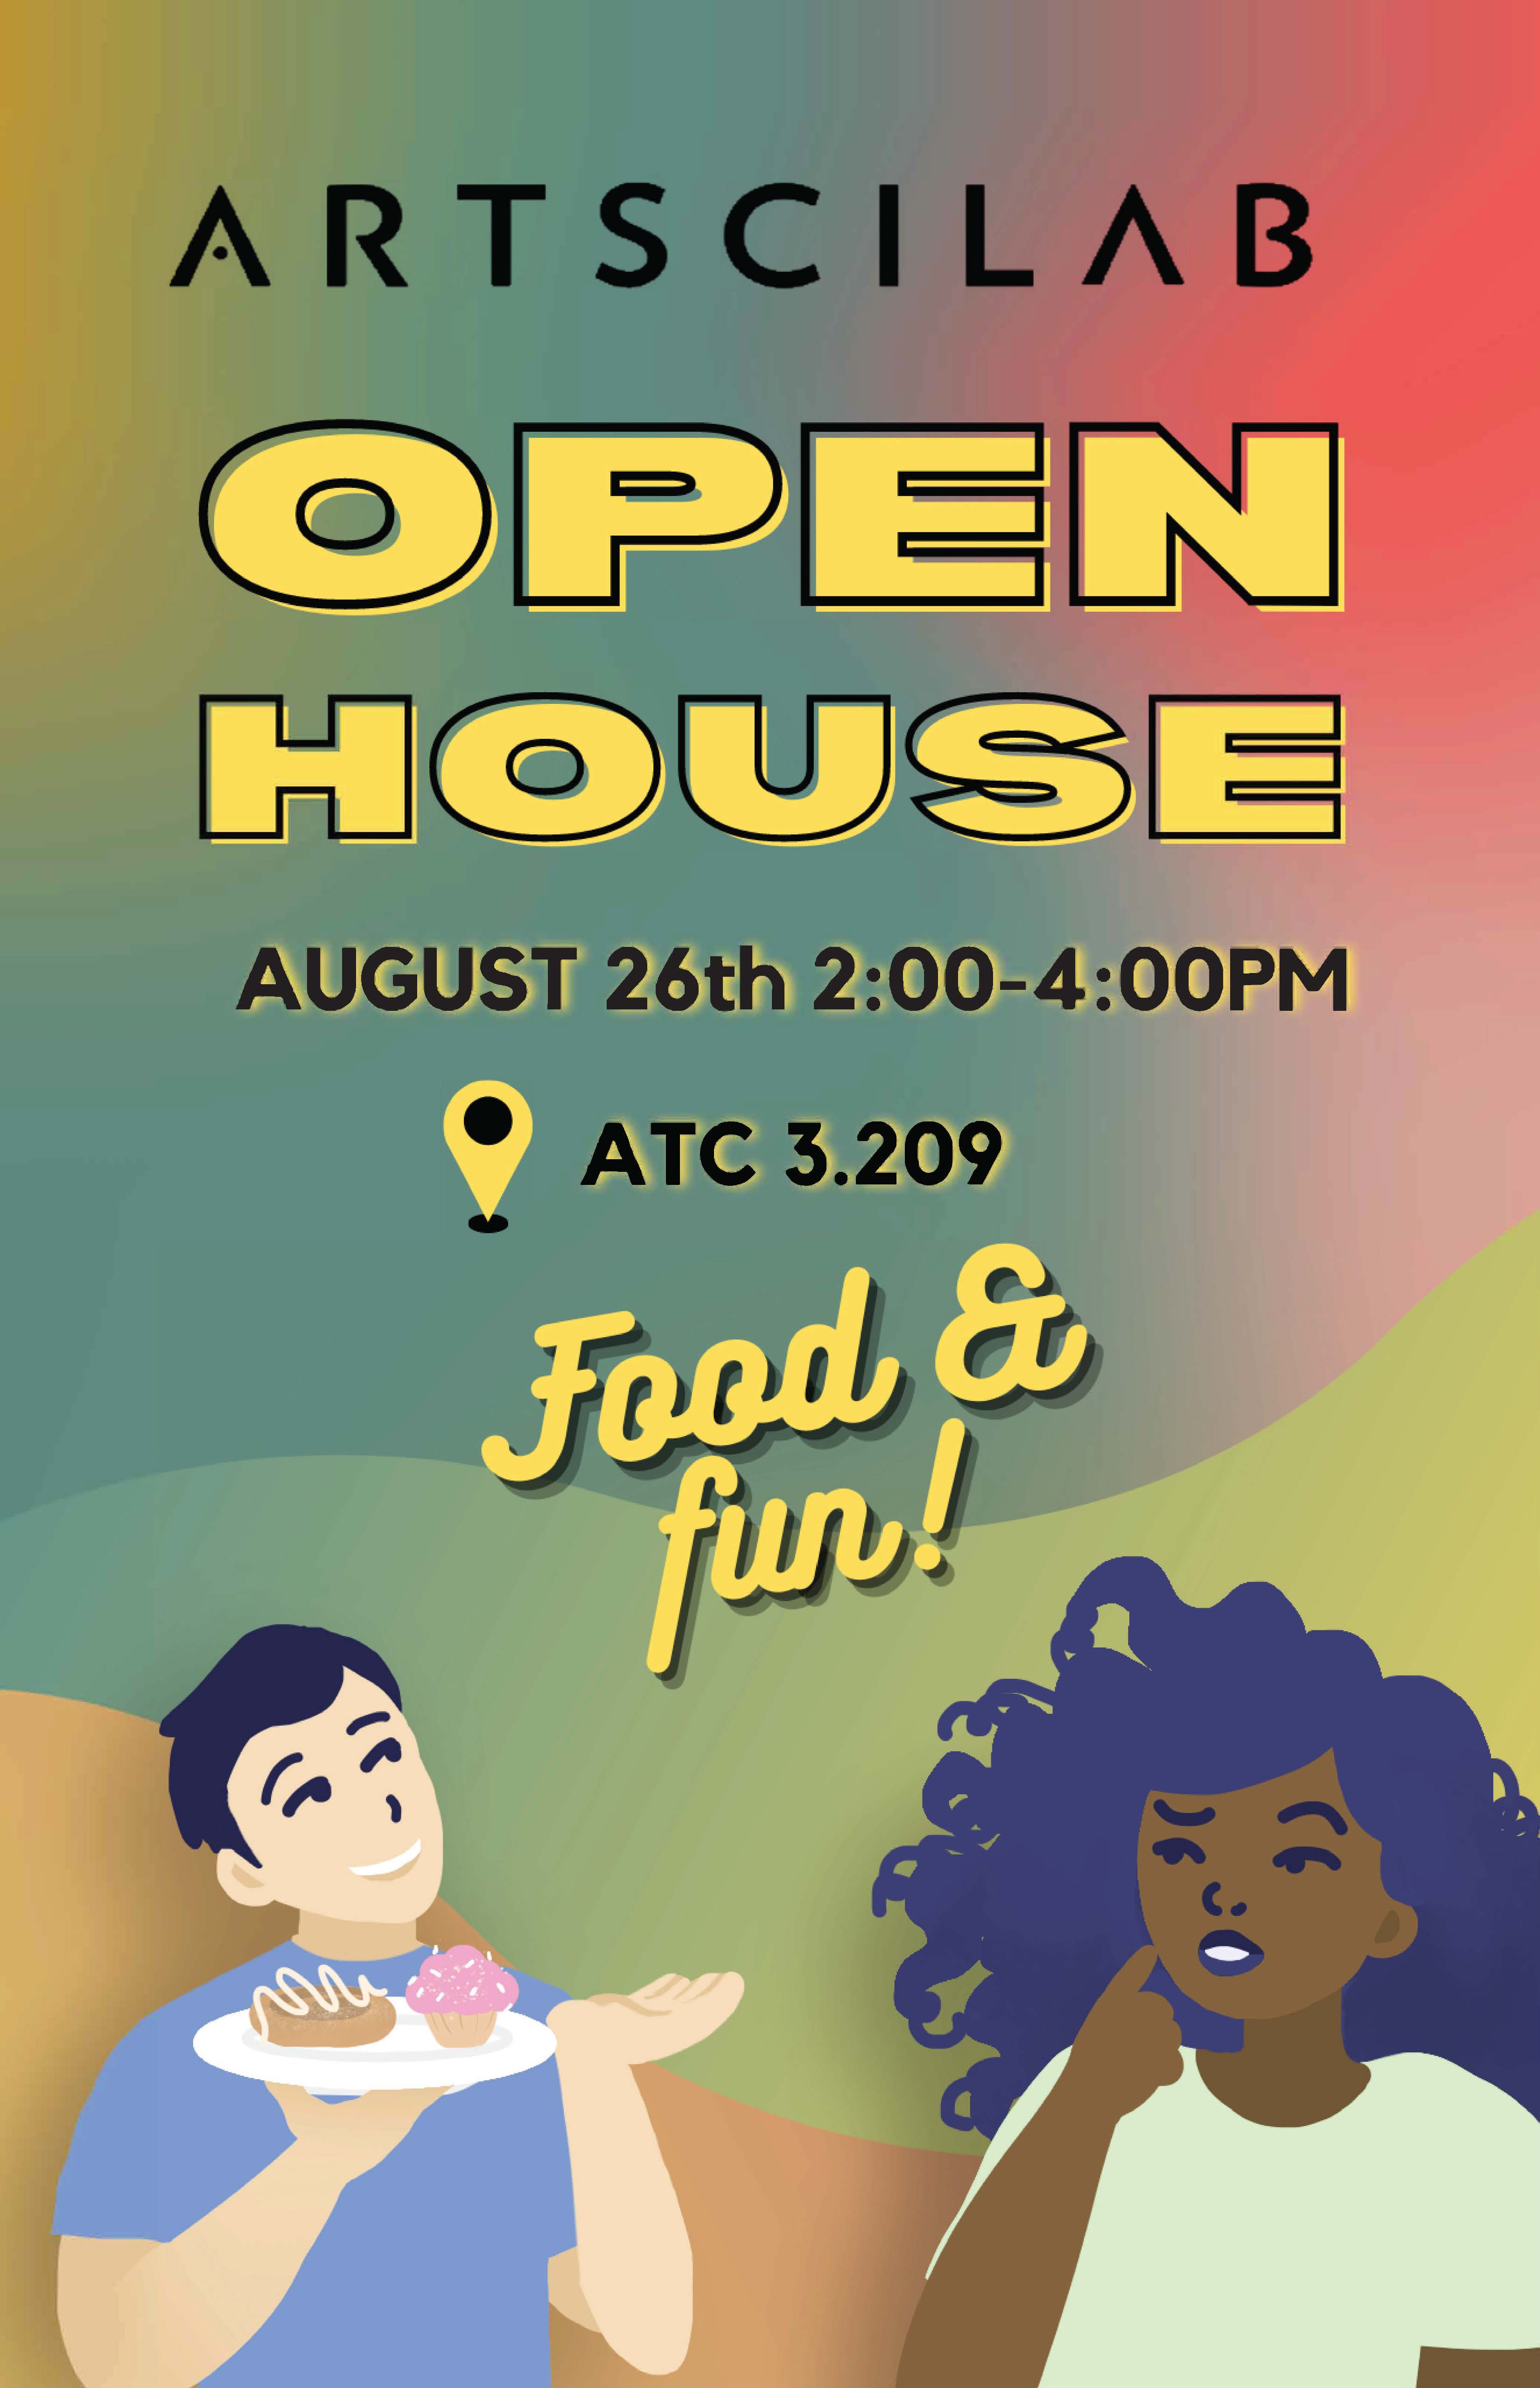 ARTSCILAB
OPEN
HOUSE
AUGUST 26th 2:00-4:00PM
ATC 3.209
Food &
fun!